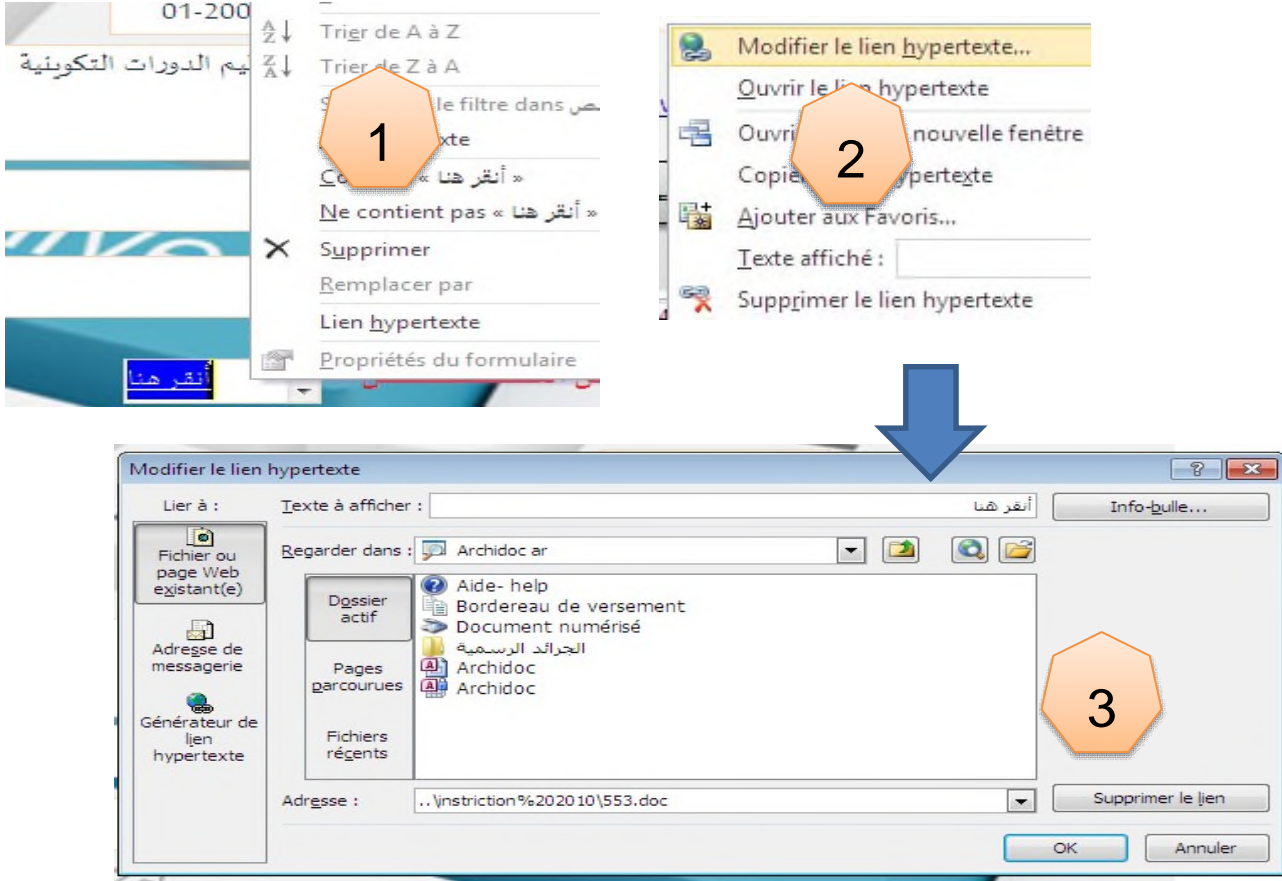 01-200
يم الدورات التكوينية
Trier de A à Z
Trier de Z à A
le filtre dans
xte
« أنقر هنا »
Ne contient pas « أنقر هنا »
Supprimer
Remplacer par
Lien hypertexte
Propriétés du formulaire
أنقر هنا
1
Modifier le lien hypertexte...
Ouvrir le lien hypertexte
Ouvri nouvelle fenêtre
Copie hypertexte
Ajouter aux Favoris...
Texte affiché :
Supprimer le lien hypertexte
2
Modifier le lien hypertexte
Lier à :
Texte à afficher :
أنقر هنا
Info-bulle...
Fichier ou
page Web
existant(e)
Adresse de
messagerie
Générateur de
lien
hypertexte
Regarder dans :
Archidoc ar
Dossier
actif
Pages
parcourues
Fichiers
récents
Aide- help
Bordereau de versement
Document numérisé
الجرائد الرسمية
Archidoc
Archidoc
3
Adresse :
..\instriction%202010\553.doc
Supprimer le lien
OK
Annuler